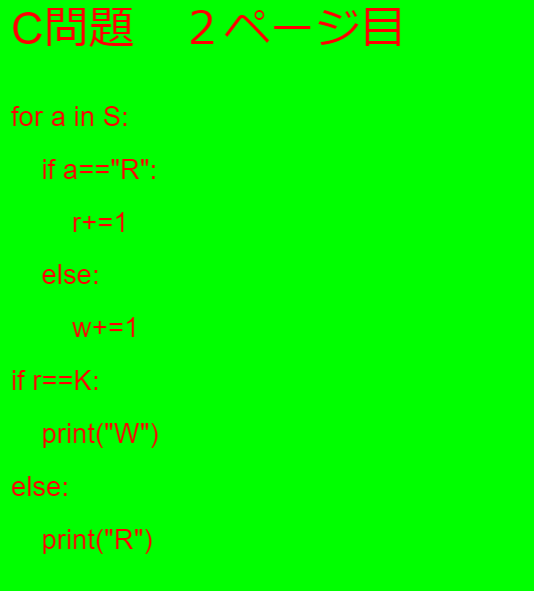 C問題　２ページ目
for a in S:
    if a=="R":
        r+=1
    else:
        w+=1
if r==K:
    print("W")
else:
    print("R")